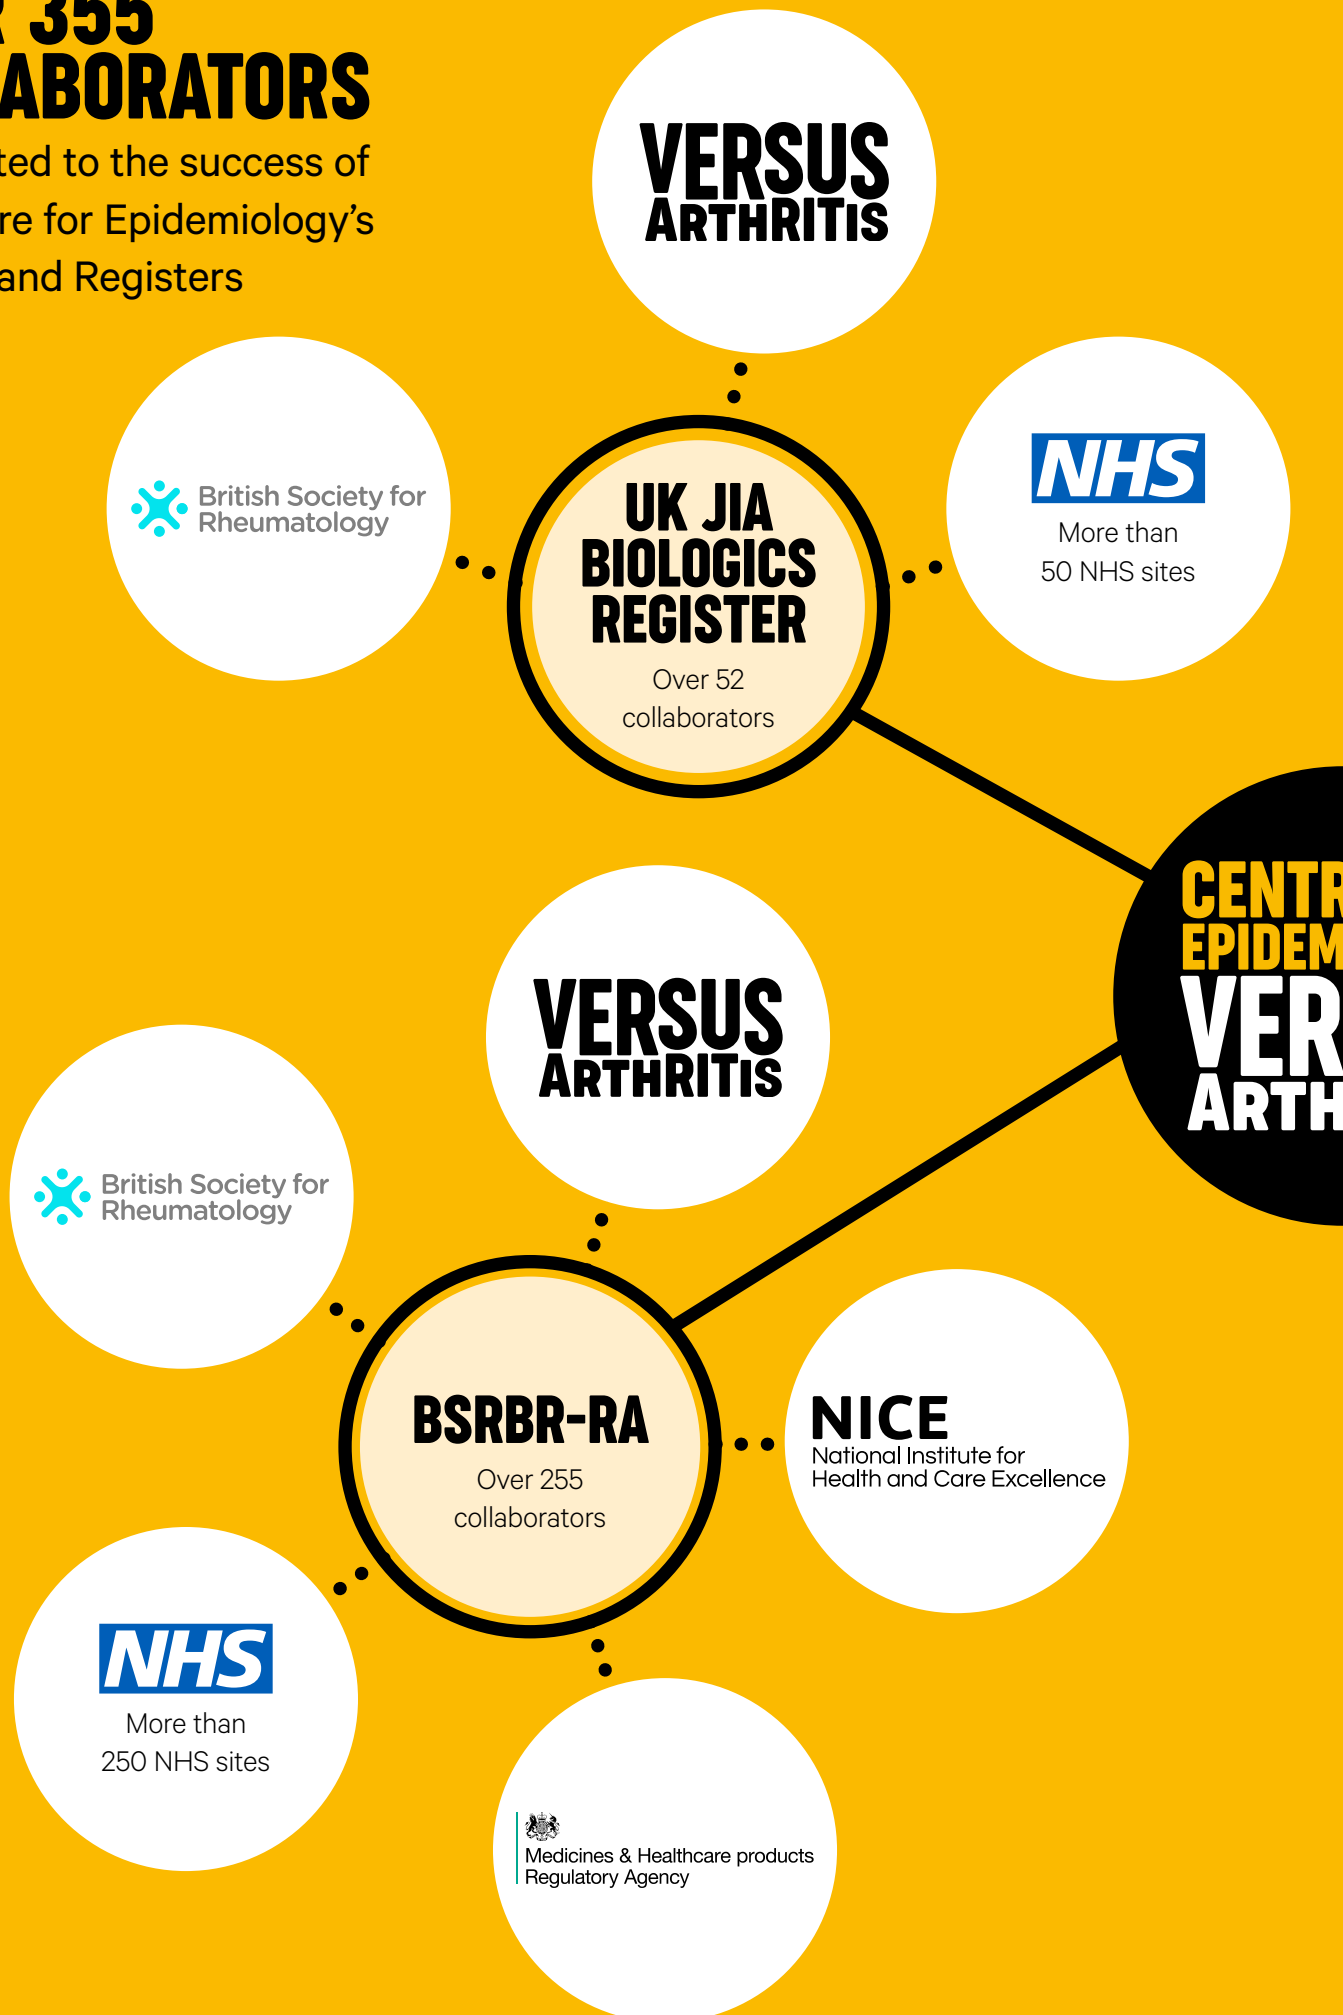 355
ABORATORS
ted to the success of
re for Epidemiology's
and Registers
VERSUS
ARTHRITIS
British Society for
Rheumatology
NHS
More than
50 NHS sites
UK JIA
BIOLOGICS
REGISTER
Over 52
collaborators
CENTR
EPIDEM
VER
ARTH
VERSUS
ARTHRITIS
British Society for
Rheumatology
BSRBR-RA
Over 255
collaborators
NICE
National Institute for
Health and Care Excellence
NHS
More than
250 NHS sites
Medicines & Healthcare products
Regulatory Agency